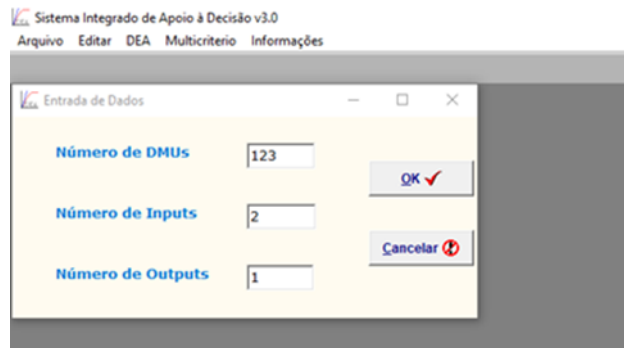 Sistema Integrado de Apoio à Decisão v3.0
Arquivo Editar DEA Multicriterio Informações
Entrada de Dados
Número de DMUs 123
OK
Número de Inputs 2
Cancelar
Número de Outputs 1